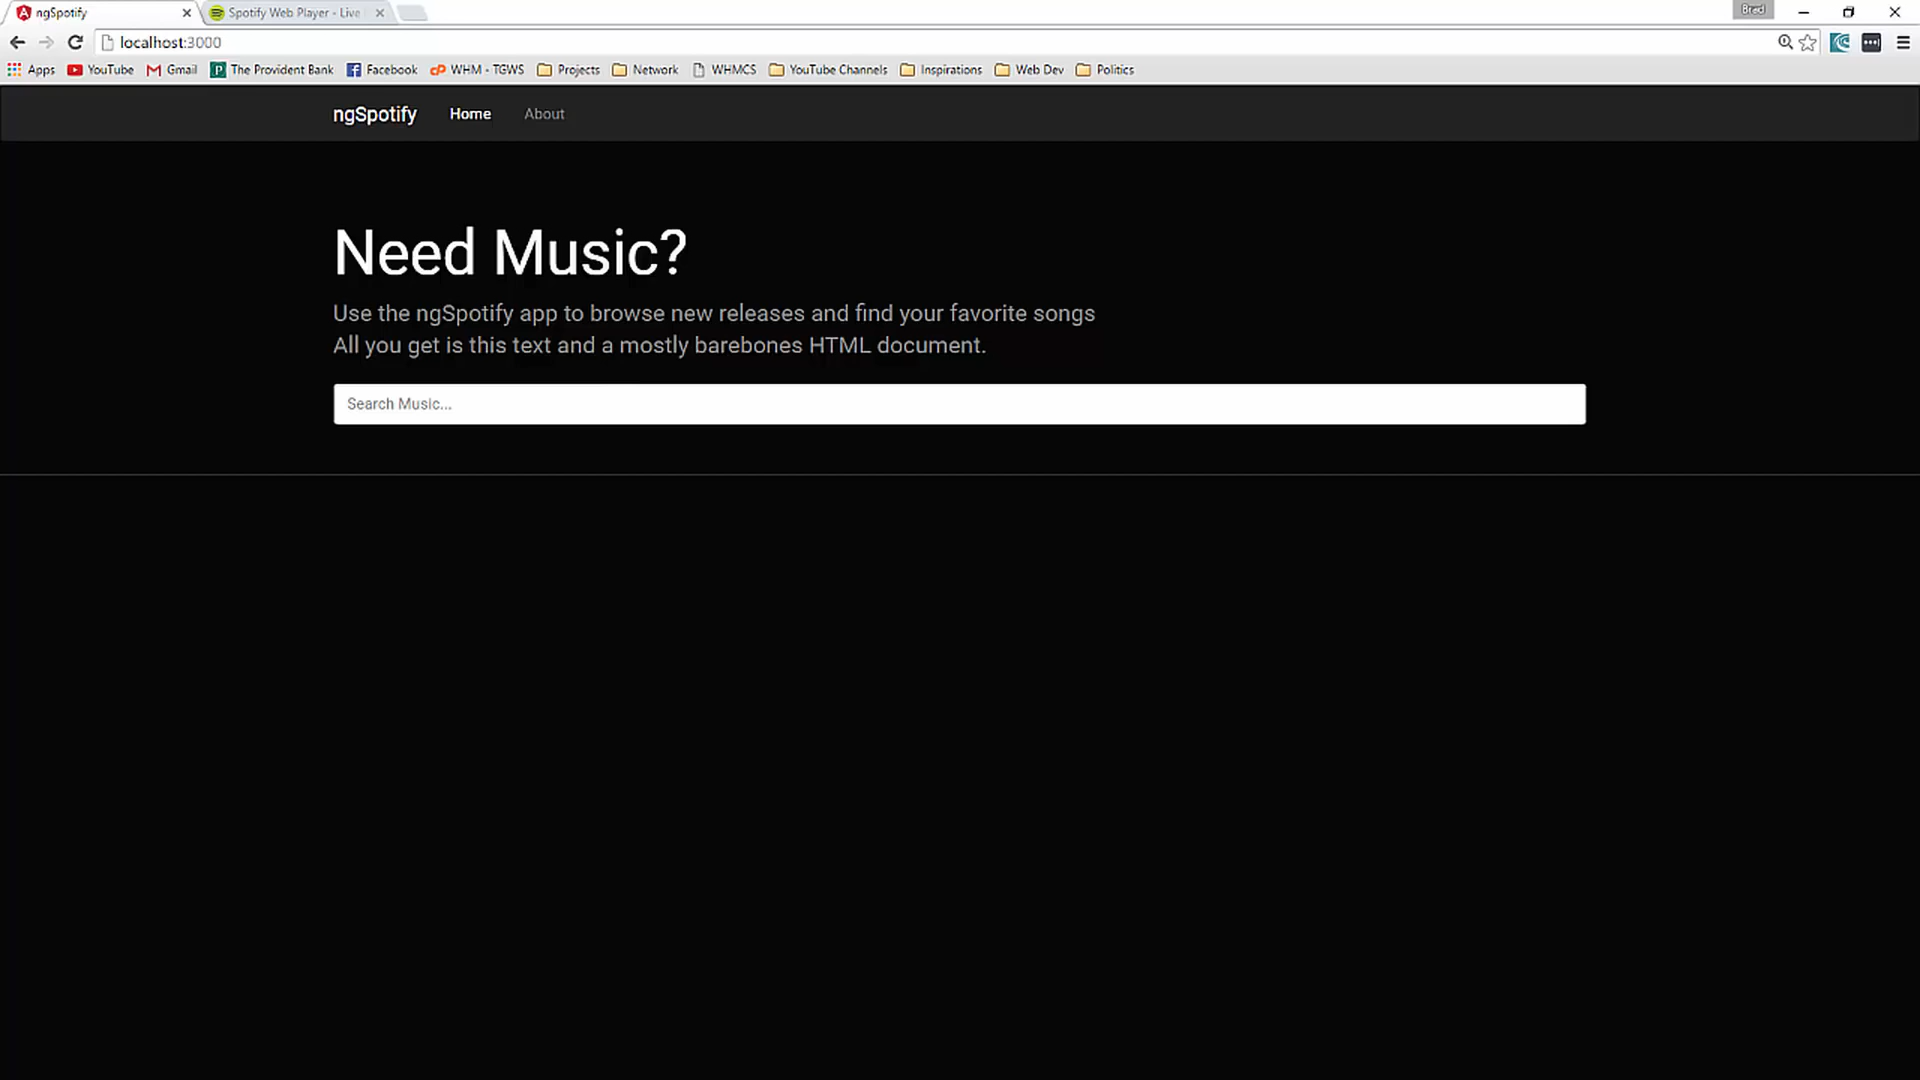 ngSpotify
Spotify Web Player - Live
Brad
localhost:3000
Apps YouTube Gmail The Provident Bank Facebook WHM - TGWS Projects Network WHMCS YouTube Channels Inspirations Web Dev Politics
ngSpotify Home About
Need Music?
Use the ngSpotify app to browse new releases and find your favorite songs
All you get is this text and a mostly barebones HTML document.
Search Music...